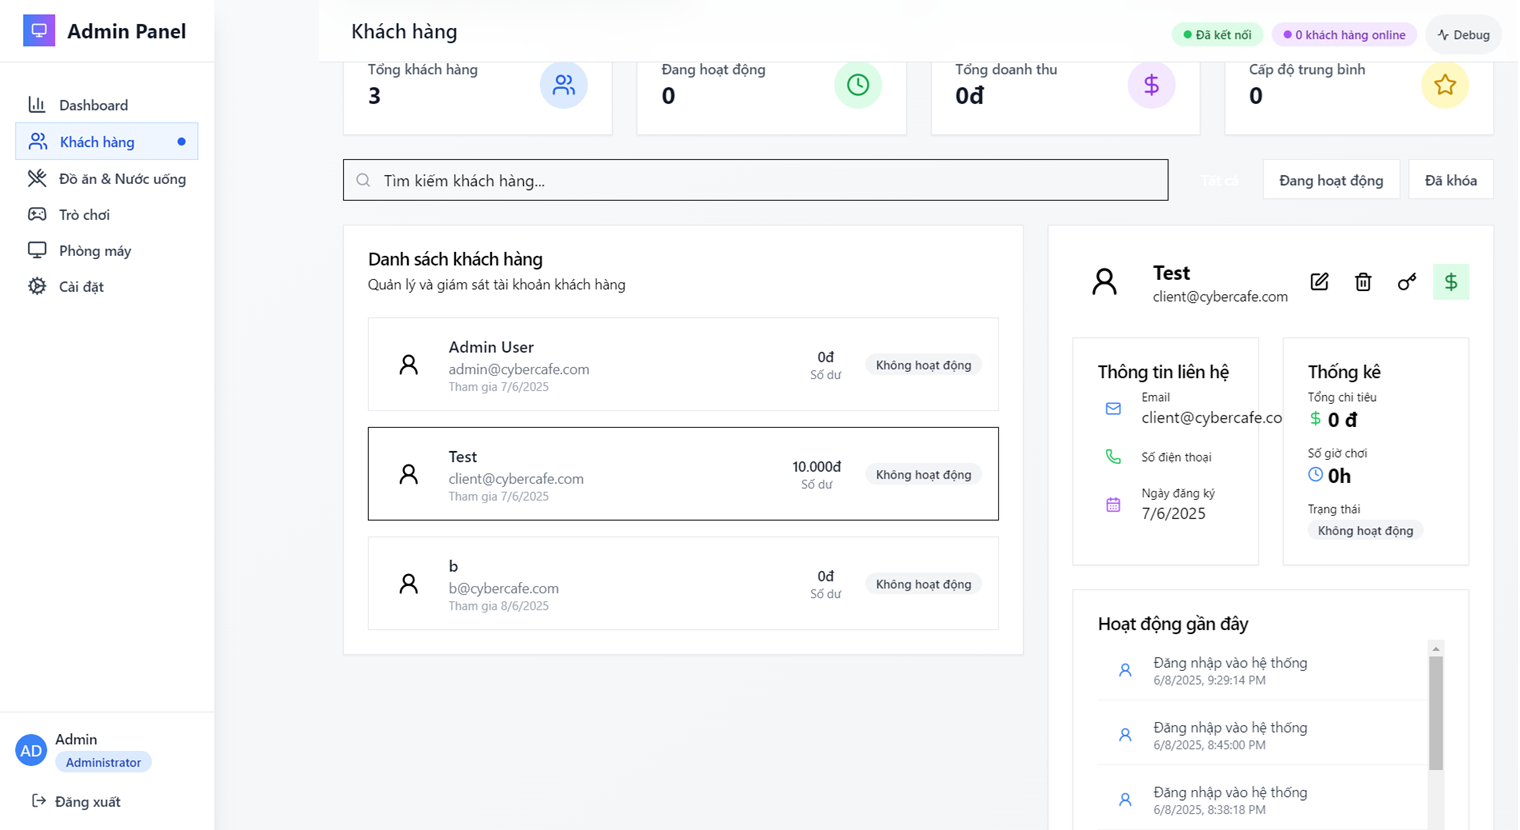 Admin Panel
Dashboard
Khách hàng
Đồ ăn & Nước uống
Trò chơi
Phòng máy
Cài đặt
AD
Admin
Administrator
Đăng xuất
Khách hàng
Đã kết nối
0 khách hàng online
Debug
Tổng khách hàng
3
Đang hoạt động
0
Tổng doanh thu
0đ
Cấp độ trung bình
0
Tìm kiếm khách hàng...
Tất cả
Đang hoạt động
Đã khóa
Danh sách khách hàng
Quản lý và giám sát tài khoản khách hàng
Admin User
admin@cybercafe.com
Tham gia 7/6/2025
0đ
Số dư
Không hoạt động
Test
client@cybercafe.com
Tham gia 7/6/2025
10.000đ
Số dư
Không hoạt động
b
b@cybercafe.com
Tham gia 8/6/2025
0đ
Số dư
Không hoạt động
Test
client@cybercafe.com
Thông tin liên hệ
Email
client@cybercafe.co
Số điện thoại
Ngày đăng ký
7/6/2025
Thống kê
Tổng chi tiêu
$ 0 đ
Số giờ chơi
0h
Trạng thái
Không hoạt động
Hoạt động gần đây
Đăng nhập vào hệ thống
6/8/2025, 9:29:14 PM
Đăng nhập vào hệ thống
6/8/2025, 8:45:00 PM
Đăng nhập vào hệ thống
6/8/2025, 8:38:18 PM